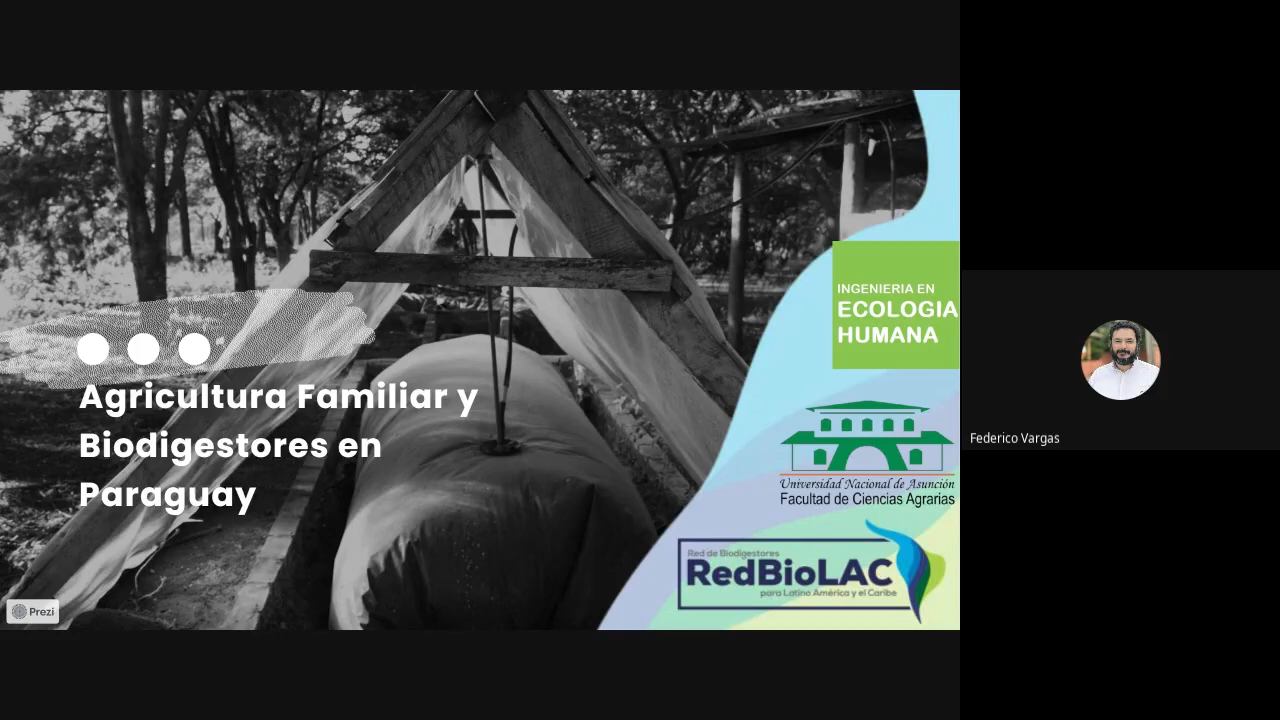 Agricultura Familiar y
Biodigestores en
Paraguay
INGENIERIA EN
ECOLOGIA
HUMANA
Universidad Nacional de Asunción
Facultad de Ciencias Agrarias
Red de Biodigestores
RedBioLAC
para Latino América y el Caribe
Prezi
Federico Vargas